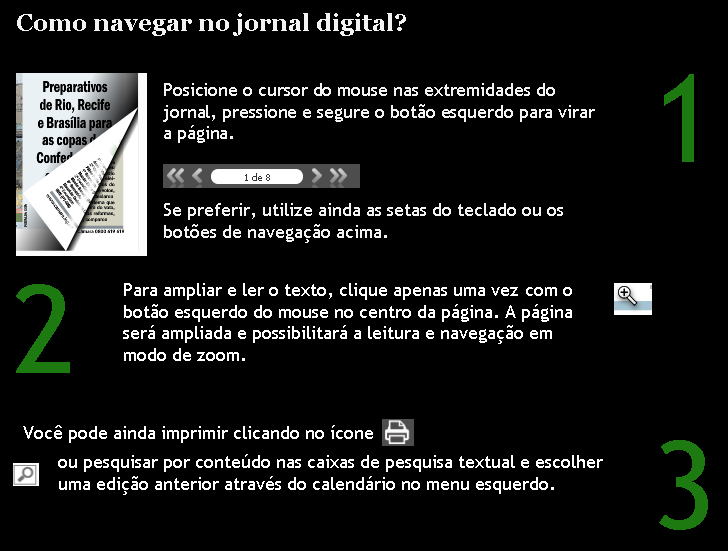 Como navegar no jornal digital?
Preparativos
de Rio, Recife
e Brasília para
as copas d
Confed
Posicione o cursor do mouse nas extremidades do
jornal, pressione e segure o botão esquerdo para virar
a página.
1
1 de 8
Se preferir, utilize ainda as setas do teclado ou os
botões de navegação acima.
2
Para ampliar e ler o texto, clique apenas uma vez com o
botão esquerdo do mouse no centro da página. A página
será ampliada e possibilitará a leitura e navegação em
modo de zoom.
Você pode ainda imprimir clicando no ícone
ou pesquisar por conteúdo nas caixas de pesquisa textual e escolher
uma edição anterior através do calendário no menu esquerdo.
3